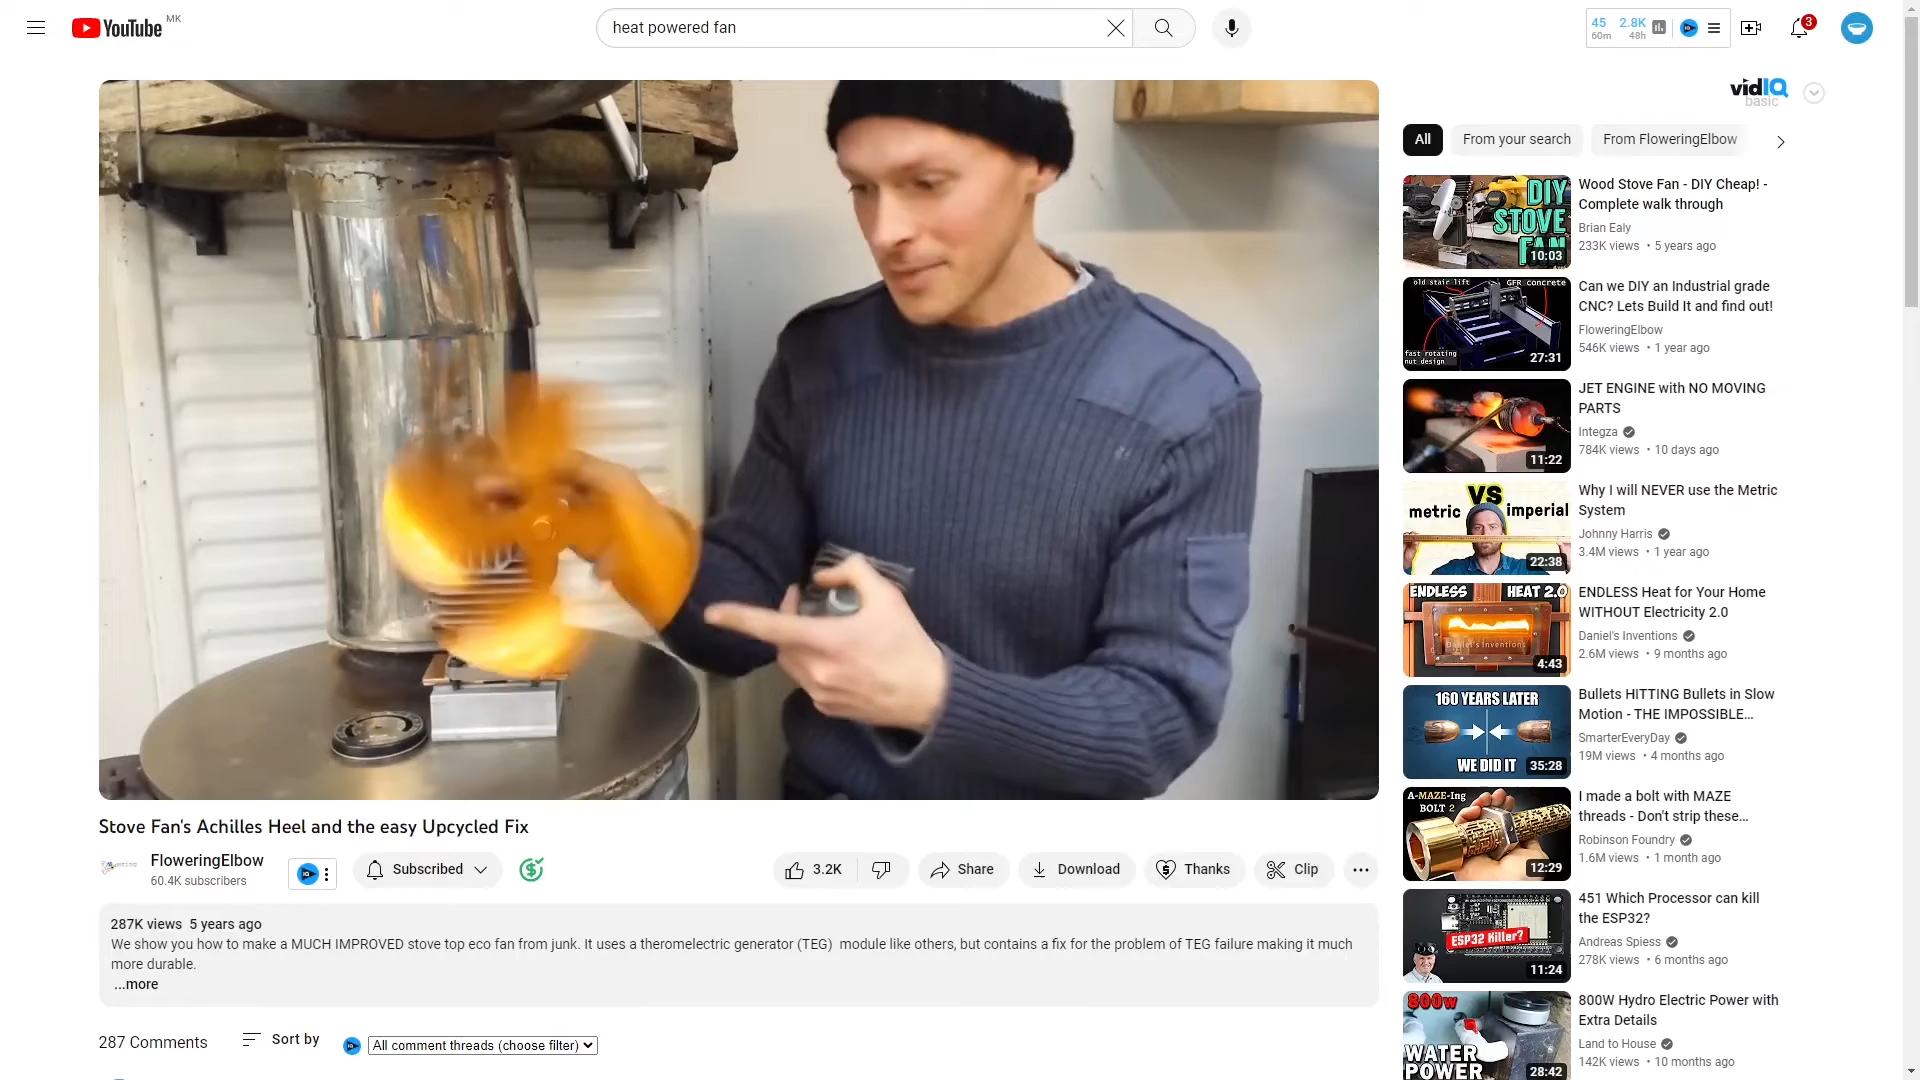 YouTube MK
heat powered fan
45 60m
2.8K 48h
3
vidIQ
basic
All
From your search
From FloweringElbow
DIY STOVE FAN
10:03
Wood Stove Fan - DIY Cheap! -
Complete walk through
Brian Ealy
233K views • 5 years ago
old stair lift
GFR concrete
fast rotating
nut design
27:31
Can we DIY an Industrial grade
CNC? Lets Build It and find out!
FloweringElbow
546K views • 1 year ago
11:22
JET ENGINE with NO MOVING
PARTS
Integza
784K views • 10 days ago
metric VS imperial
22:38
Why I will NEVER use the Metric
System
Johnny Harris
3.4M views • 1 year ago
ENDLESS HEAT 2.0
Daniel's Inventions
4:43
ENDLESS Heat for Your Home
WITHOUT Electricity 2.0
Daniel's Inventions
2.6M views • 9 months ago
160 YEARS LATER
WE DID IT
35:28
Bullets HITTING Bullets in Slow
Motion - THE IMPOSSIBLE...
SmarterEveryDay
19M views • 4 months ago
A-MAZE-Ing
BOLT 2
12:29
I made a bolt with MAZE
threads - Don't strip these...
Robinson Foundry
1.6M views • 1 month ago
ESP32 Killer?
11:24
451 Which Processor can kill
the ESP32?
Andreas Spiess
278K views • 6 months ago
800w
WATER
POWER
28:42
800W Hydro Electric Power with
Extra Details
Land to House
142K views • 10 months ago
Stove Fan's Achilles Heel and the easy Upcycled Fix
FloweringElbow
60.4K subscribers
Subscribed
3.2K
Share
Download
Thanks
Clip
287K views 5 years ago
We show you how to make a MUCH IMPROVED stove top eco fan from junk. It uses a theromelectric generator (TEG) module like others, but contains a fix for the problem of TEG failure making it much
more durable.
...more
287 Comments
Sort by
All comment threads (choose filter)